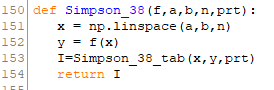 150 def Simpson_38(f,a,b,n,prt):
151     x = np.linspace(a,b,n)
152     y = f(x)
153     I=Simpson_38_tab(x,y,prt)
154     return I